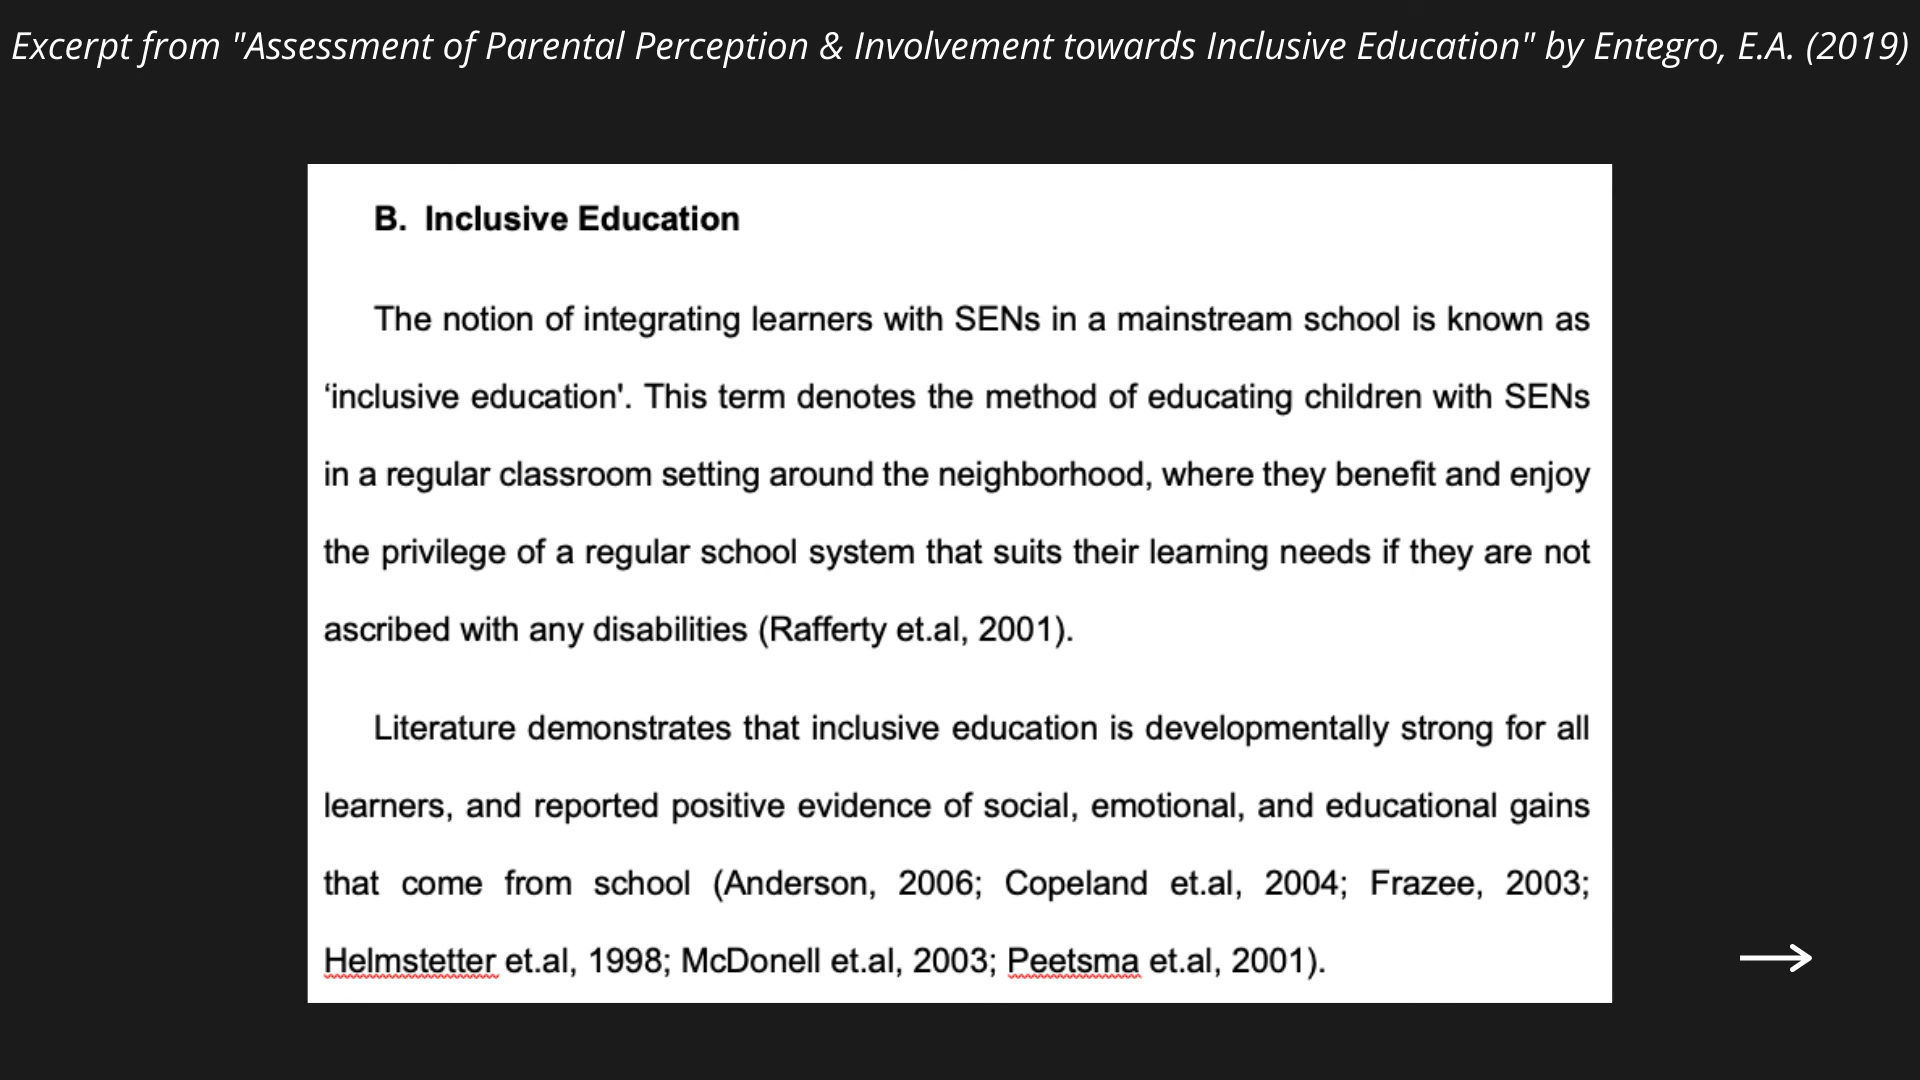 Excerpt from "Assessment of Parental Perception & Involvement towards Inclusive Education" by Entegro, E.A. (2019)
B. Inclusive Education
The notion of integrating learners with SENs in a mainstream school is known as
‘inclusive education'. This term denotes the method of educating children with SENs
in a regular classroom setting around the neighborhood, where they benefit and enjoy
the privilege of a regular school system that suits their learning needs if they are not
ascribed with any disabilities (Rafferty et.al, 2001).
Literature demonstrates that inclusive education is developmentally strong for all
learners, and reported positive evidence of social, emotional, and educational gains
that come from school (Anderson, 2006; Copeland et.al, 2004; Frazee, 2003;
Helmstetter et.al, 1998; McDonell et.al, 2003; Peetsma et.al, 2001).